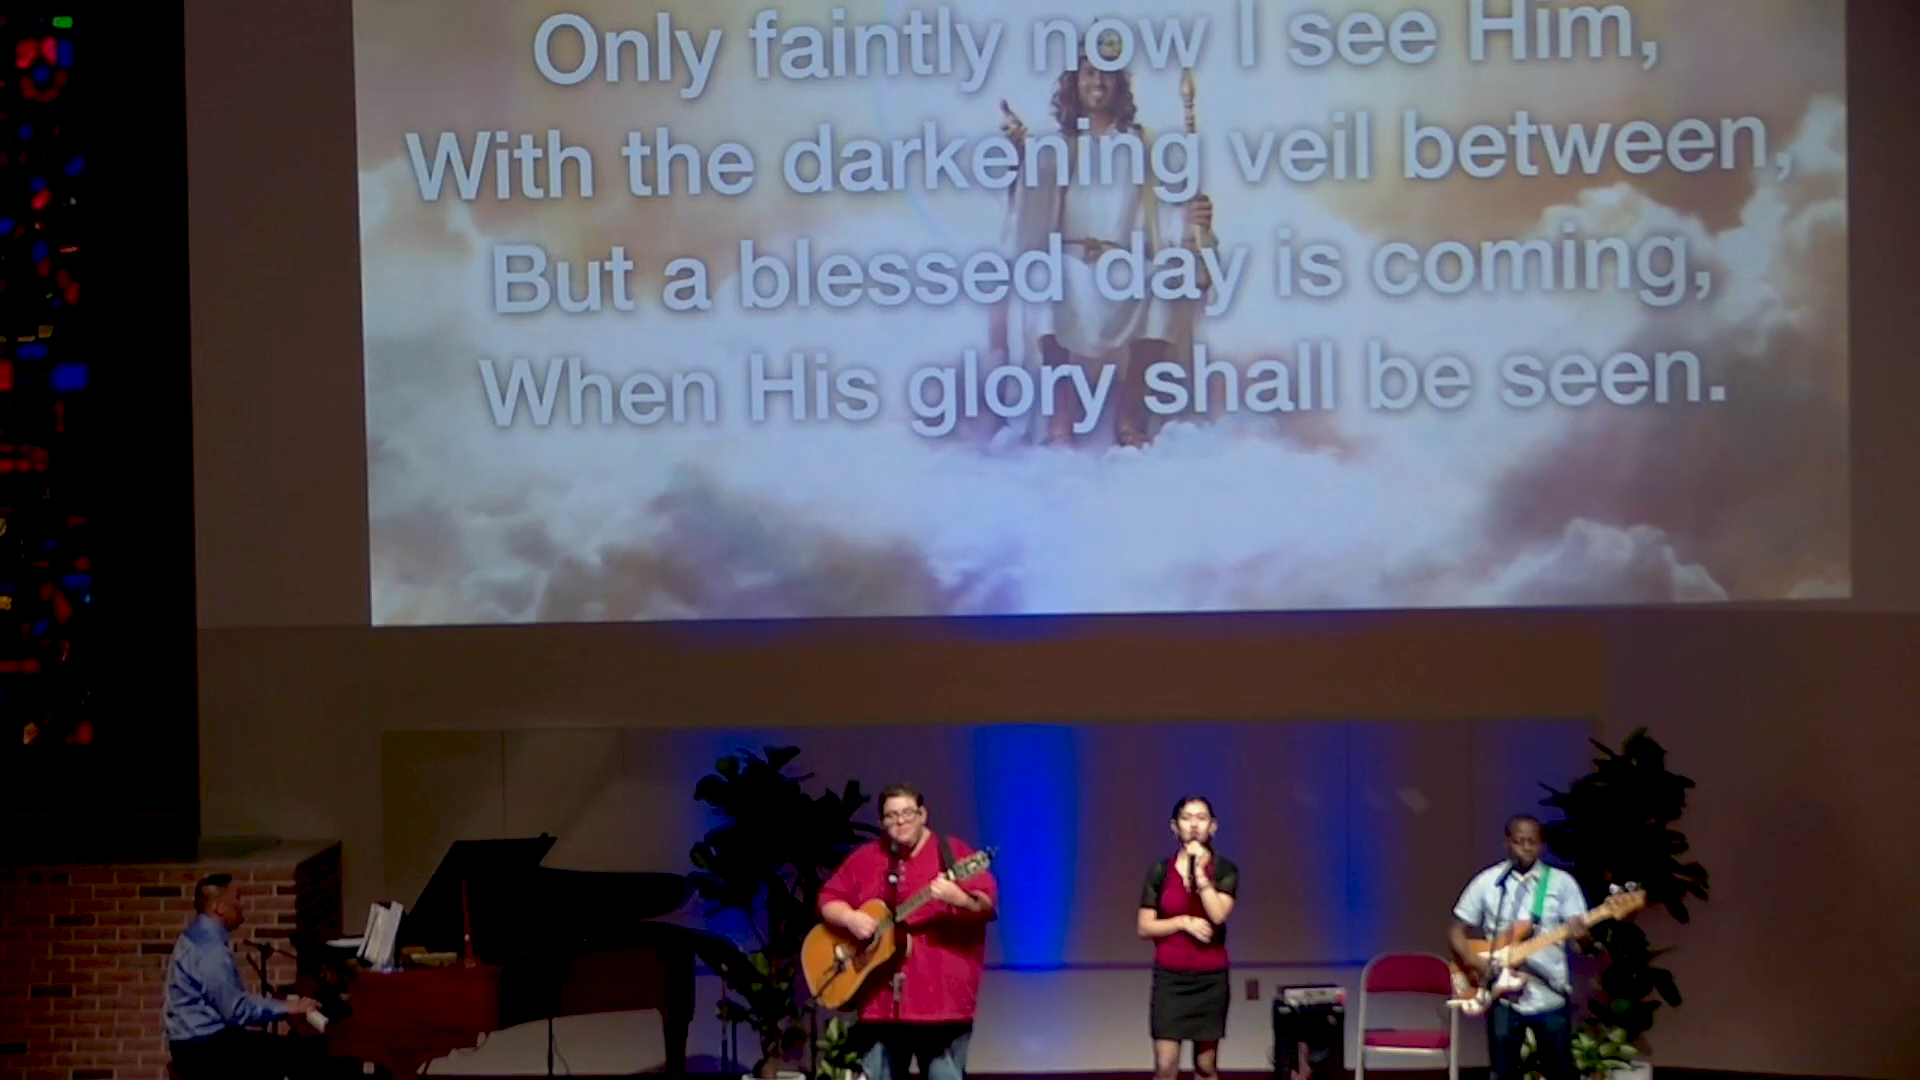 Only faintly now I see Him,
With the darkening veil between,
But a blessed day is coming,
When His glory shall be seen.